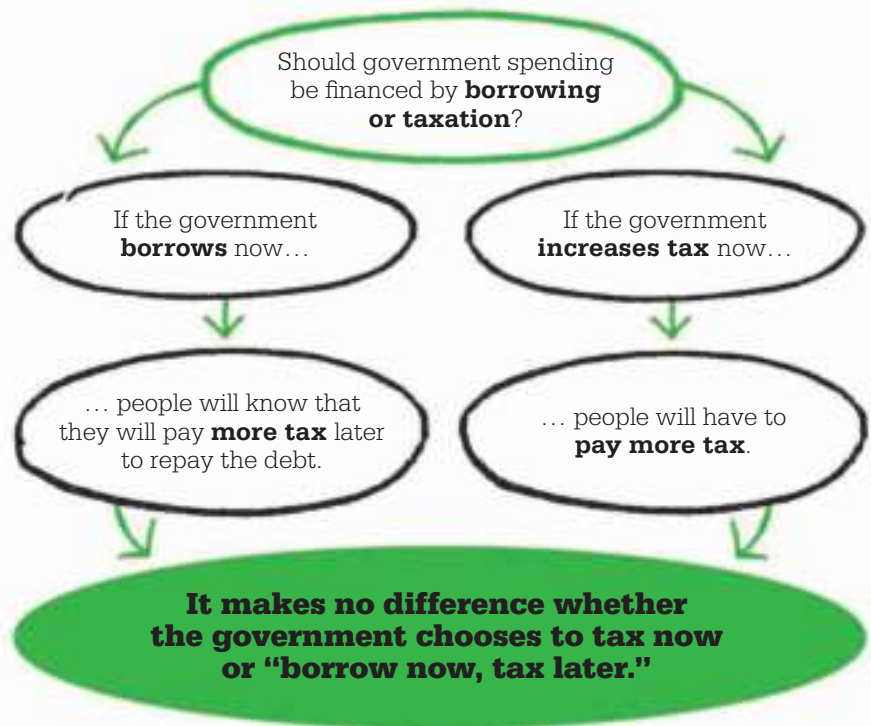 Should government spending
be financed by borrowing
or taxation?
If the government
borrows now…
If the government
increases tax now…
… people will know that
they will pay more tax later
to repay the debt.
… people will have to
pay more tax.
It makes no difference whether
the government chooses to tax now
or “borrow now, tax later.”